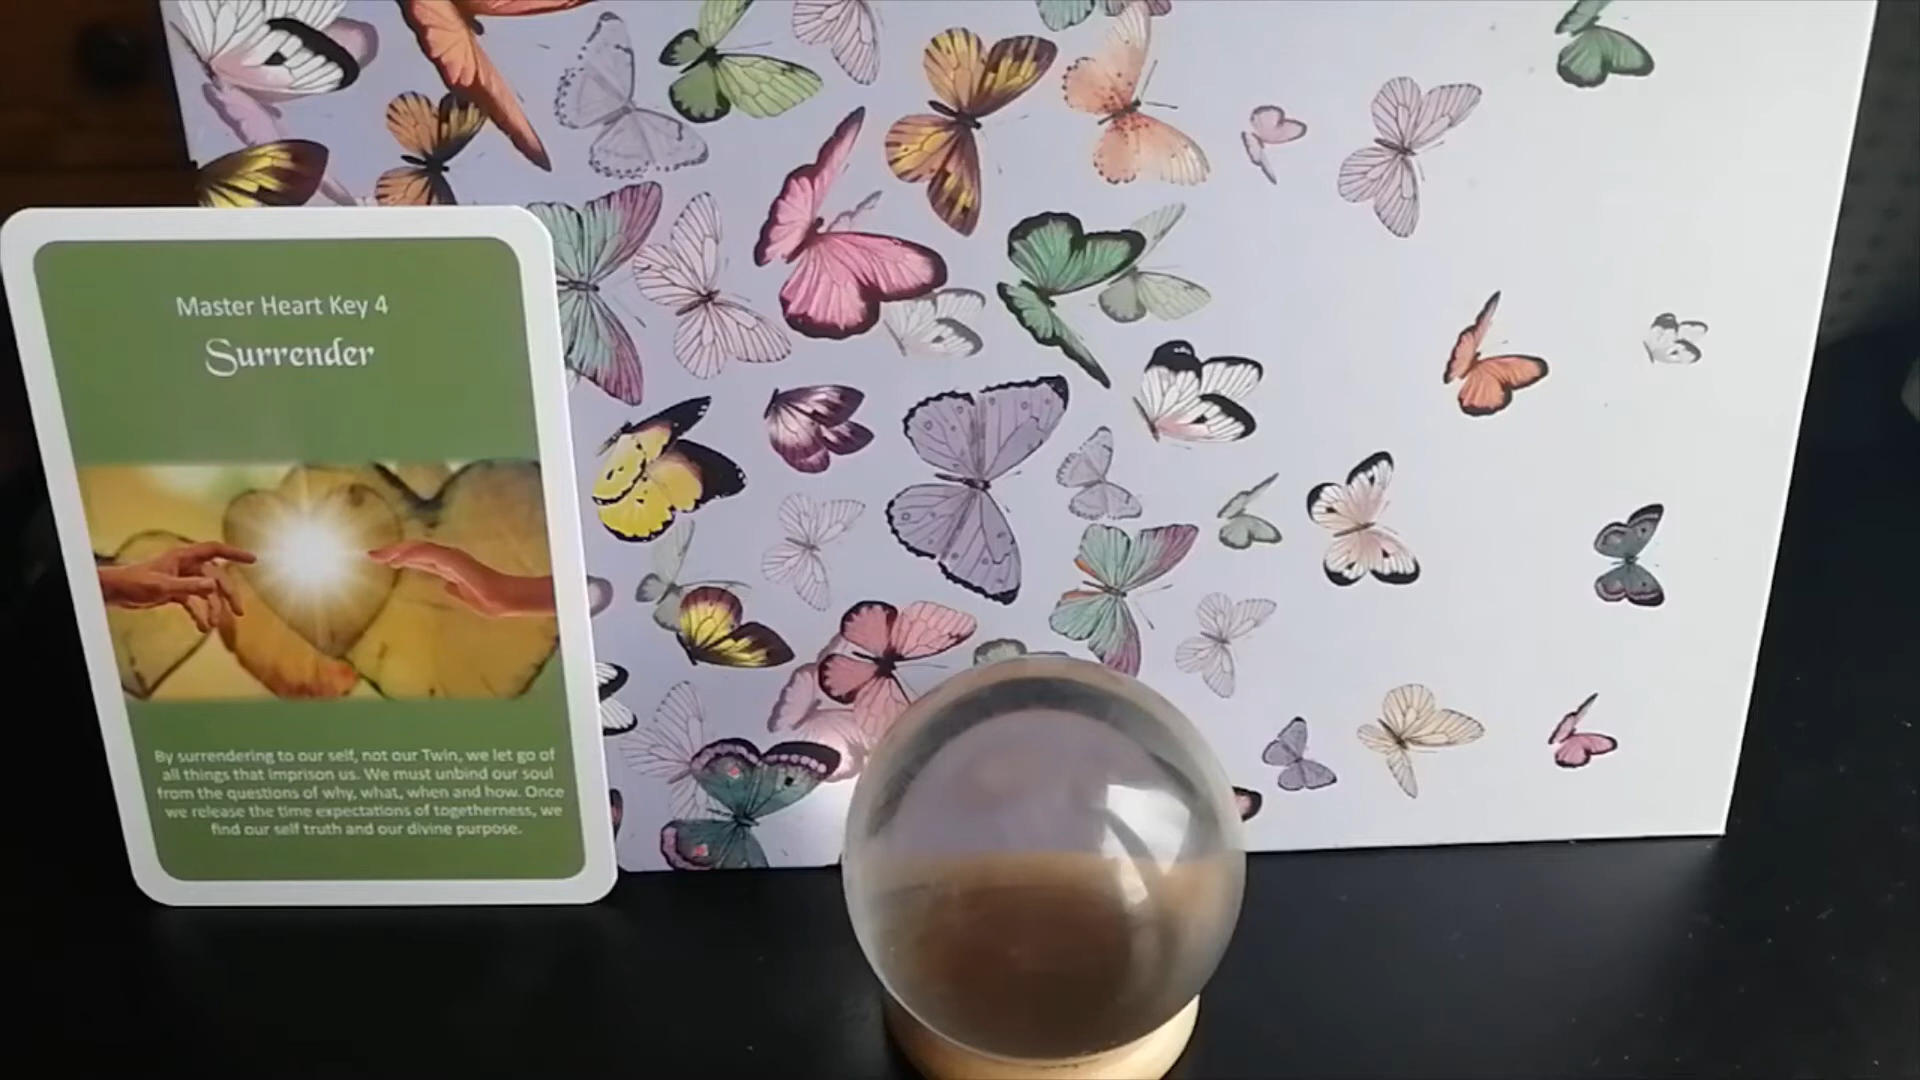 Master Heart Key 4
Surrender
By surrendering to our self, not our Twin, we let go of
all things that imprison us. We must unbind our soul
from the questions of why, what, when and how. Once
we release the time expectations of togetherness, we
find our self truth and our divine purpose.